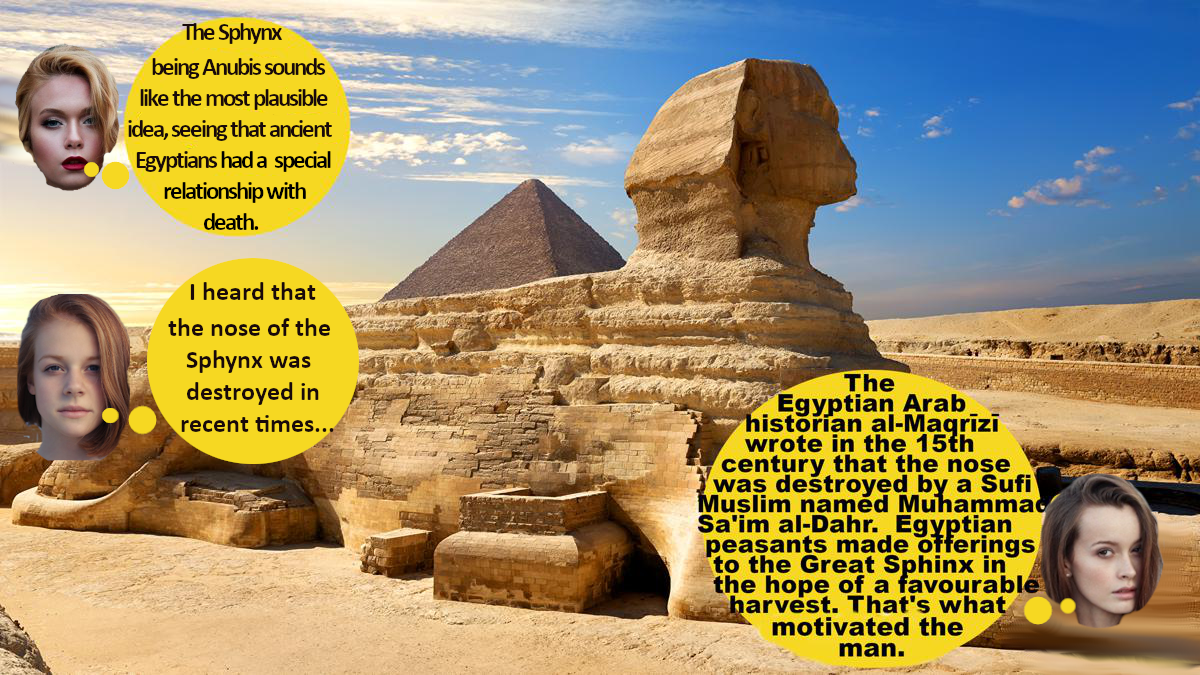 The Sphynx
being Anubis sounds
like the most plausible
idea, seeing that ancient
Egyptians had a special
relationship with
death.
I heard that
the nose of the
Sphynx was
destroyed in
recent times...
The
Egyptian Arab
historian al-Maqrīzī
wrote in the 15th
century that the nose
was destroyed by a Sufi
Muslim named Muhammad
Sa'im al-Dahr. Egyptian
peasants made offerings
to the Great Sphinx in
the hope of a favourable
harvest. That's what
motivated the
man.